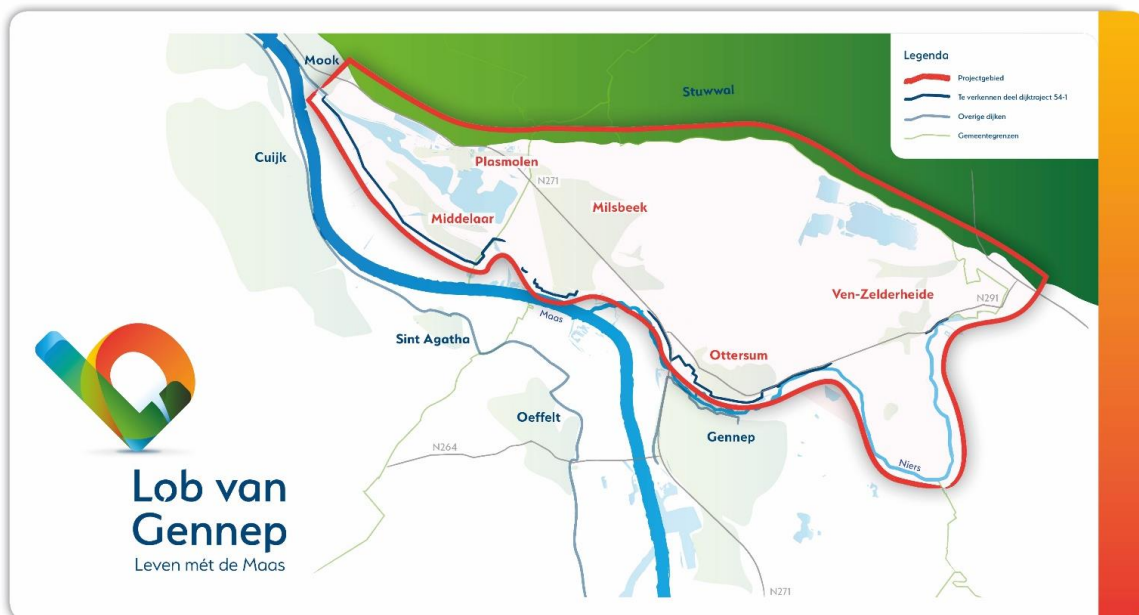 Mook
Stuwwal
Legenda
Projectgebied
Te verkennen deel dijktraject 54-1
Overige dijken
Gemeentegrenzen
Cuijk
Plasmolen
N271
Middelaar
Milsbeek
Ven-Zelderheide
N291
Maas
Sint Agatha
Ottersum
Oeffelt
Gennep
N264
Niers
N271
Lob van
Gennep
Leven mét de Maas